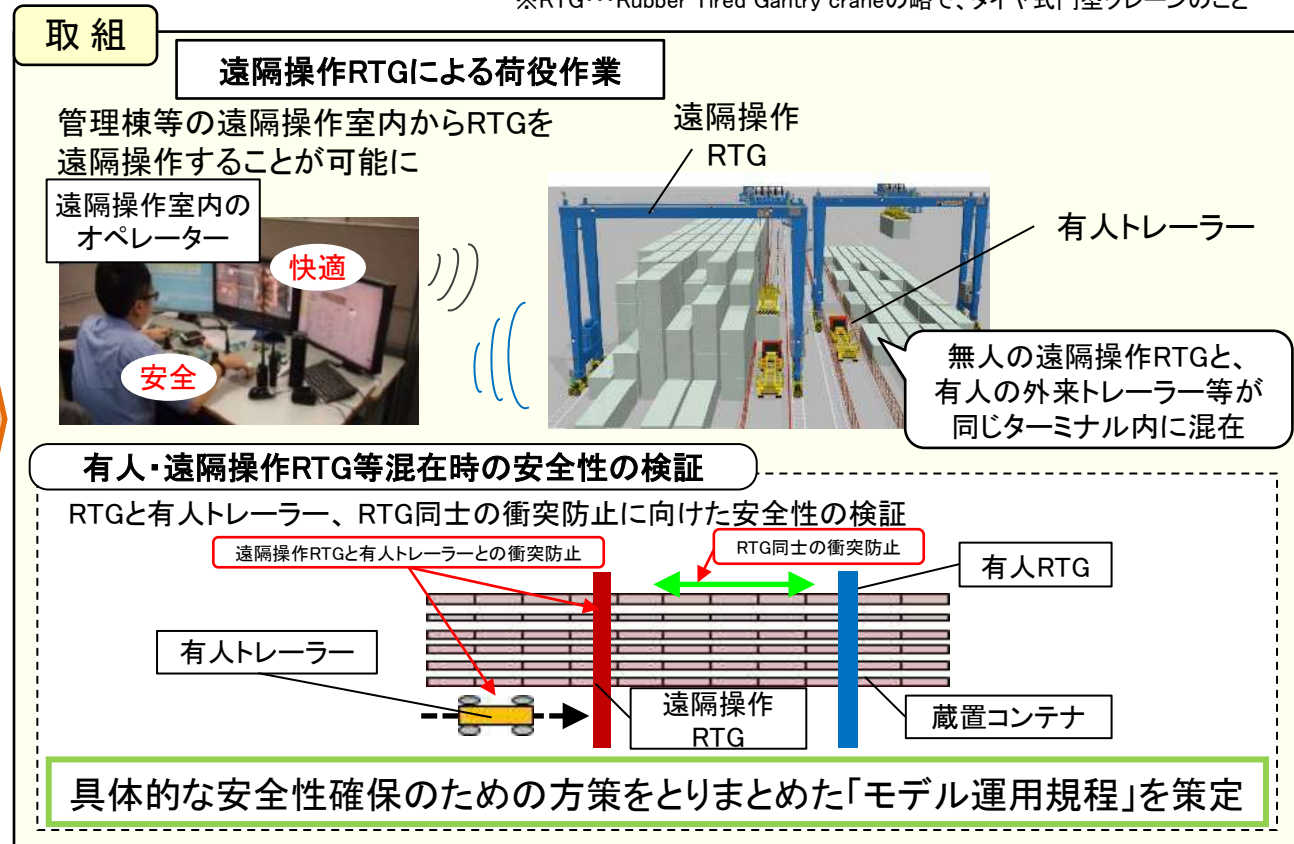 ※RTG・・・Rubber Tired Gantry craneの略で、タイヤ式門型クレーンのこと
取組
遠隔操作RTGによる荷役作業
管理棟等の遠隔操作室内からRTGを
遠隔操作することが可能に
遠隔操作
RTG
遠隔操作室内の
オペレーター
快適
安全
有人トレーラー
無人の遠隔操作RTGと、
有人の外来トレーラー等が
同じターミナル内に混在
有人・遠隔操作RTG等混在時の安全性の検証
RTGと有人トレーラー、RTG同士の衝突防止に向けた安全性の検証
遠隔操作RTGと有人トレーラーとの衝突防止
RTG同士の衝突防止
有人RTG
有人トレーラー
遠隔操作
RTG
蔵置コンテナ
具体的な安全性確保のための方策をとりまとめた「モデル運用規程」を策定